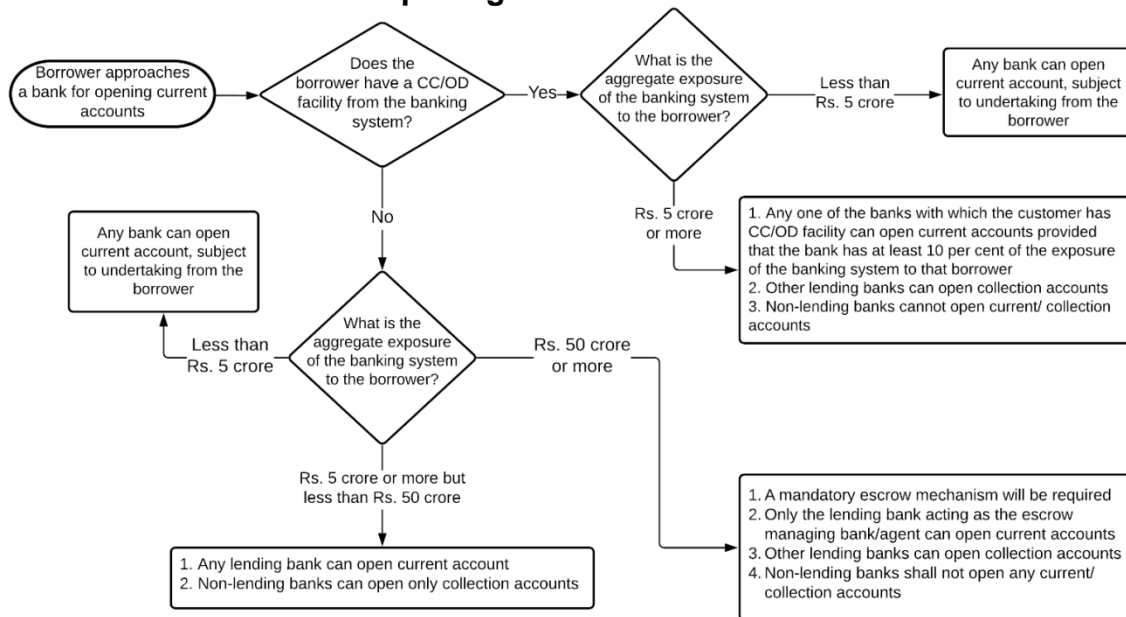 Borrower approaches
a bank for opening current
accounts
Does the
borrower have a CC/OD
facility from the banking
system?
Yes
What is the
aggregate exposure
of the banking system
to the borrower?
Less than
Rs. 5 crore
Any bank can open
current account, subject
to undertaking from the
borrower
No
Rs. 5 crore
or more
1. Any one of the banks with which the customer has
CC/OD facility can open current accounts provided
that the bank has at least 10 per cent of the exposure
of the banking system to that borrower
2. Other lending banks can open collection accounts
3. Non-lending banks cannot open current/ collection
accounts
Any bank can open
current account, subject
to undertaking from the
borrower
Less than
Rs. 5 crore
What is the
aggregate exposure
of the banking system
to the borrower?
Rs. 50 crore
or more
Rs. 5 crore or more but
less than Rs. 50 crore
1. Any lending bank can open current account
2. Non-lending banks can open only collection accounts
1. A mandatory escrow mechanism will be required
2. Only the lending bank acting as the escrow
managing bank/agent can open current accounts
3. Other lending banks can open collection accounts
4. Non-lending banks shall not open any current/
collection accounts